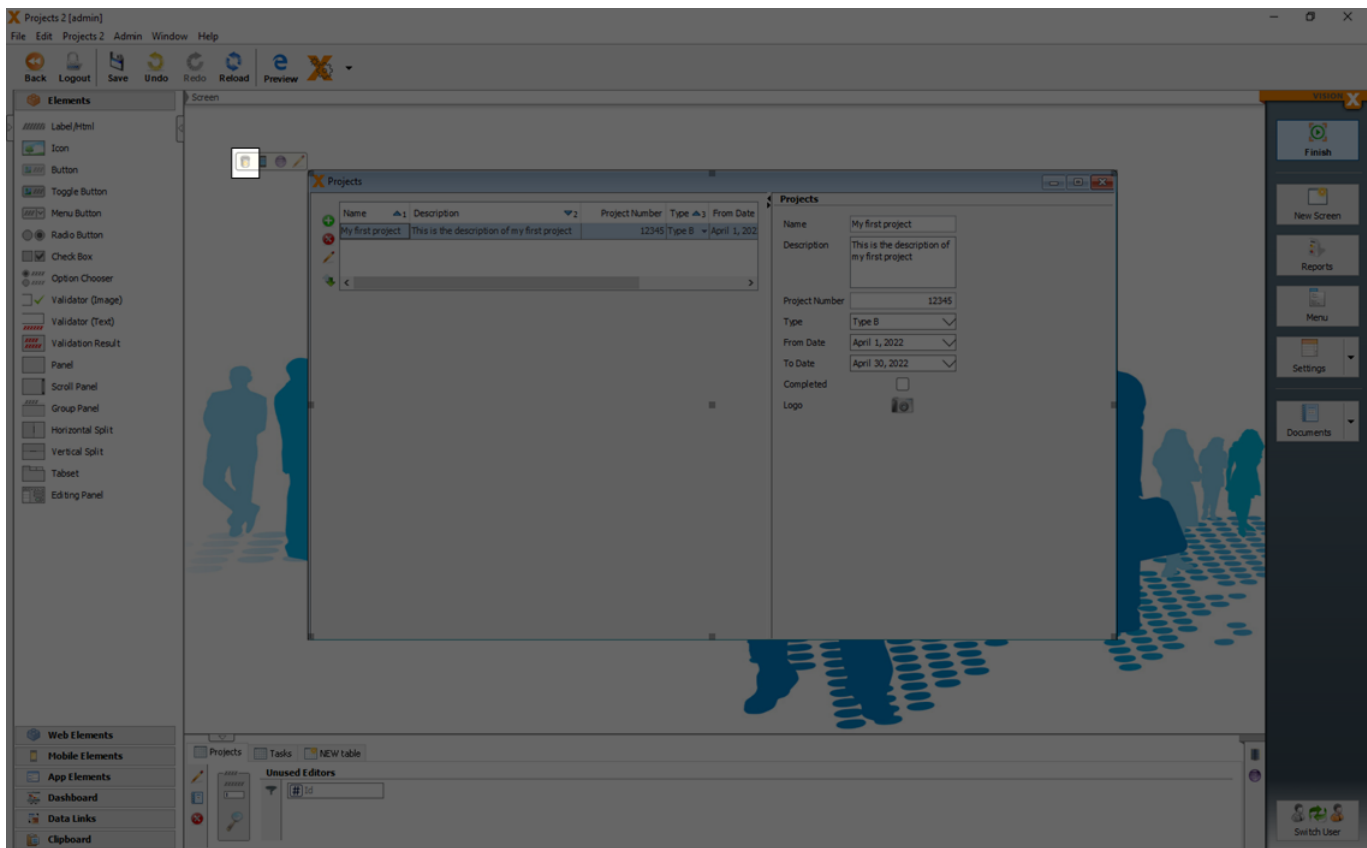 Projects 2 [admin]
File Edit Projects 2 Admin Window Help
Back Logout Save Undo Redo Reload Preview
Elements
Screen
VISION X
Label/Html
Icon
Button
Toggle Button
Menu Button
Radio Button
Check Box
Option Chooser
Validator (Image)
Validator (Text)
Validation Result
Panel
Scroll Panel
Group Panel
Horizontal Split
Vertical Split
Tabset
Editing Panel
Web Elements
Mobile Elements
App Elements
Dashboard
Data Links
Clipboard
Projects
Name 1 Description 2 Project Number Type 3 From Date
My first project This is the description of my first project 12345 Type B April 1, 202
Projects
Name My first project
Description This is the description of
my first project
Project Number 12345
Type Type B
From Date April 1, 2022
To Date April 30, 2022
Completed
Logo
Finish
New Screen
Reports
Menu
Settings
Documents
Switch User
Projects Tasks NEW table
Unused Editors
# Id